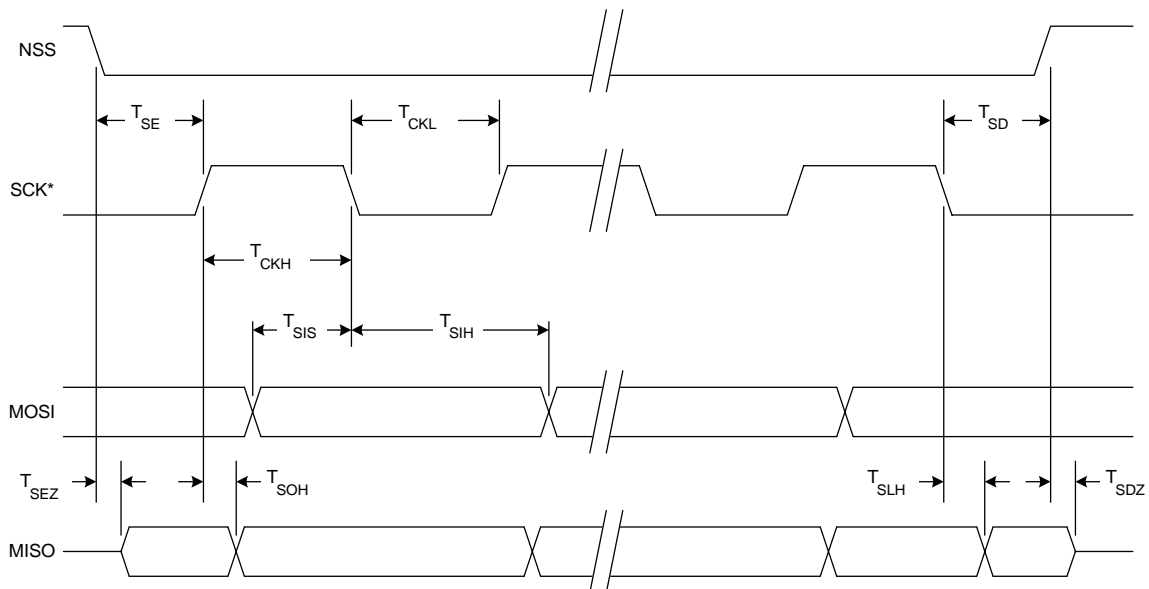 NSS
T_SE
T_CKL
T_SD
SCK*
T_CKH
T_SIS
T_SIH
MOSI
T_SEZ
T_SOH
T_SLH
T_SDZ
MISO